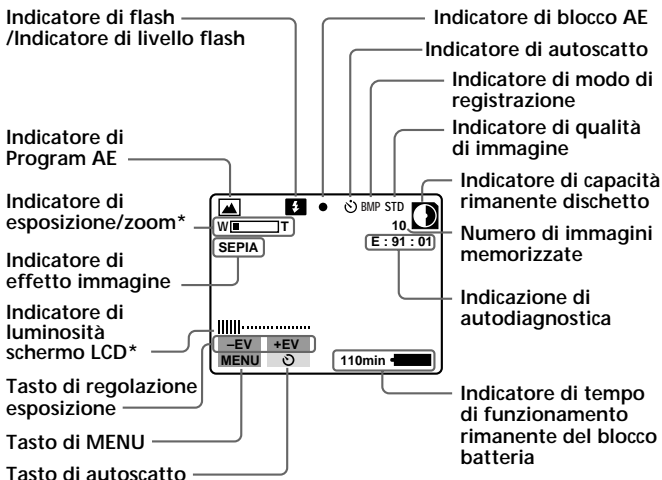 Indicatore di flash
/Indicatore di livello flash
Indicatore di
Program AE
Indicatore di
esposizione/zoom*
Indicatore di
effetto immagine
Indicatore di
luminosità
schermo LCD*
Tasto di regolazione
esposizione
Tasto di MENU
Tasto di autoscatto
Indicatore di blocco AE
Indicatore di autoscatto
Indicatore di modo di
registrazione
Indicatore di qualità
di immagine
Indicatore di capacità
rimanente dischetto
Numero di immagini
memorizzate
Indicazione di
autodiagnostica
Indicatore di tempo
di funzionamento
rimanente del blocco
batteria
BMP STD
W T
10
SEPIA
E : 91 : 01
–EV +EV
MENU
110min